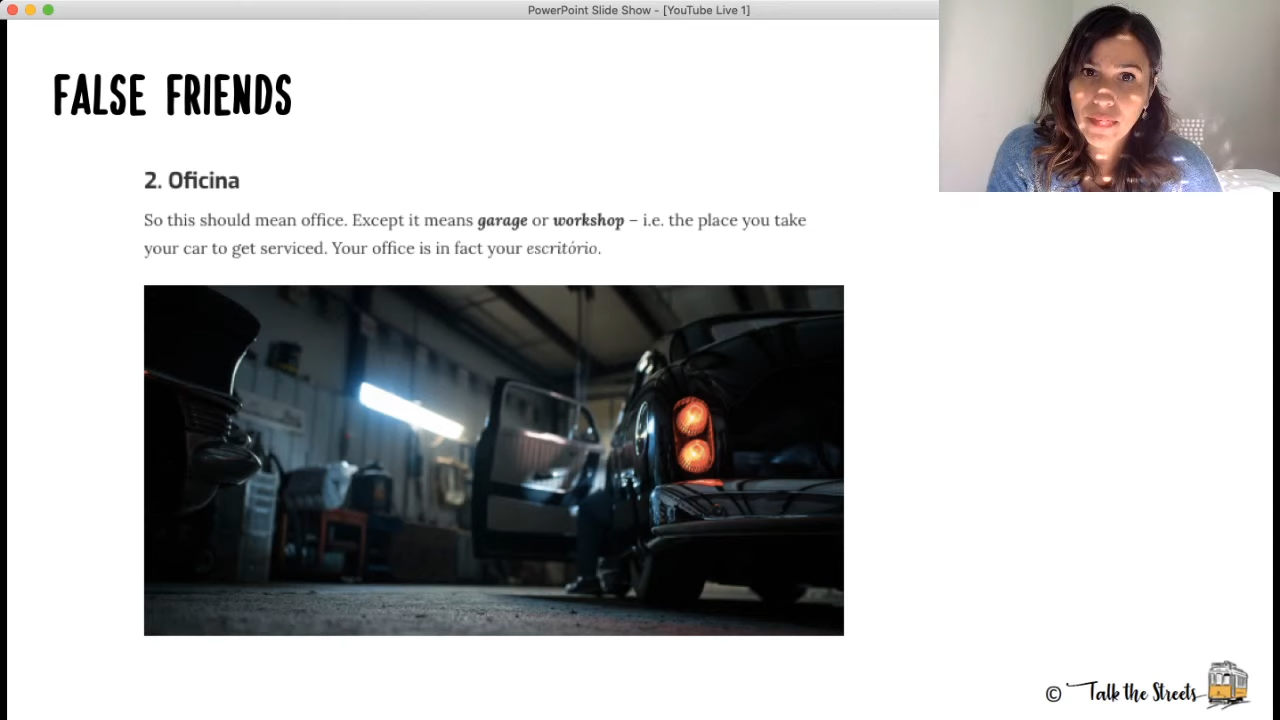 PowerPoint Slide Show - [YouTube Live 1]
FALSE FRIENDS
2. Oficina
So this should mean office. Except it means garage or workshop – i.e. the place you take
your car to get serviced. Your office is in fact your escritório.
© Talk the Streets